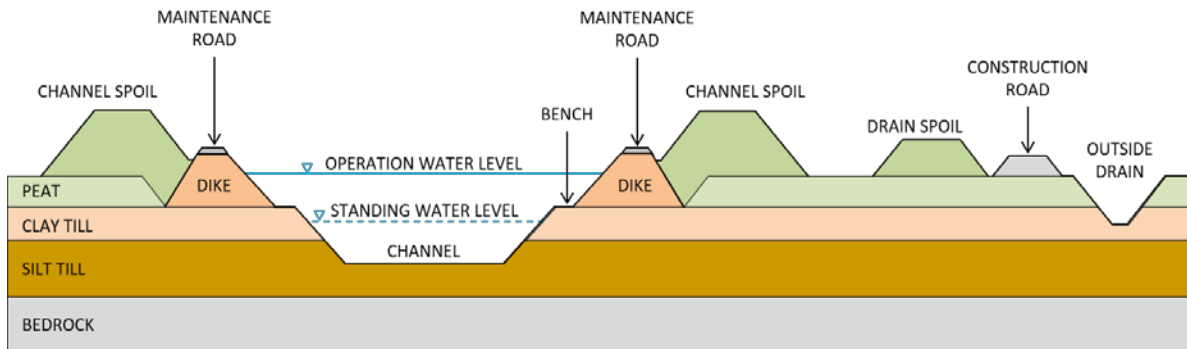 MAINTENANCE
ROAD
MAINTENANCE
ROAD
CONSTRUCTION
ROAD
CHANNEL SPOIL
CHANNEL SPOIL
BENCH
DRAIN SPOIL
OUTSIDE
DRAIN
OPERATION WATER LEVEL
PEAT
DIKE
DIKE
STANDING WATER LEVEL
CLAY TILL
CHANNEL
SILT TILL
BEDROCK